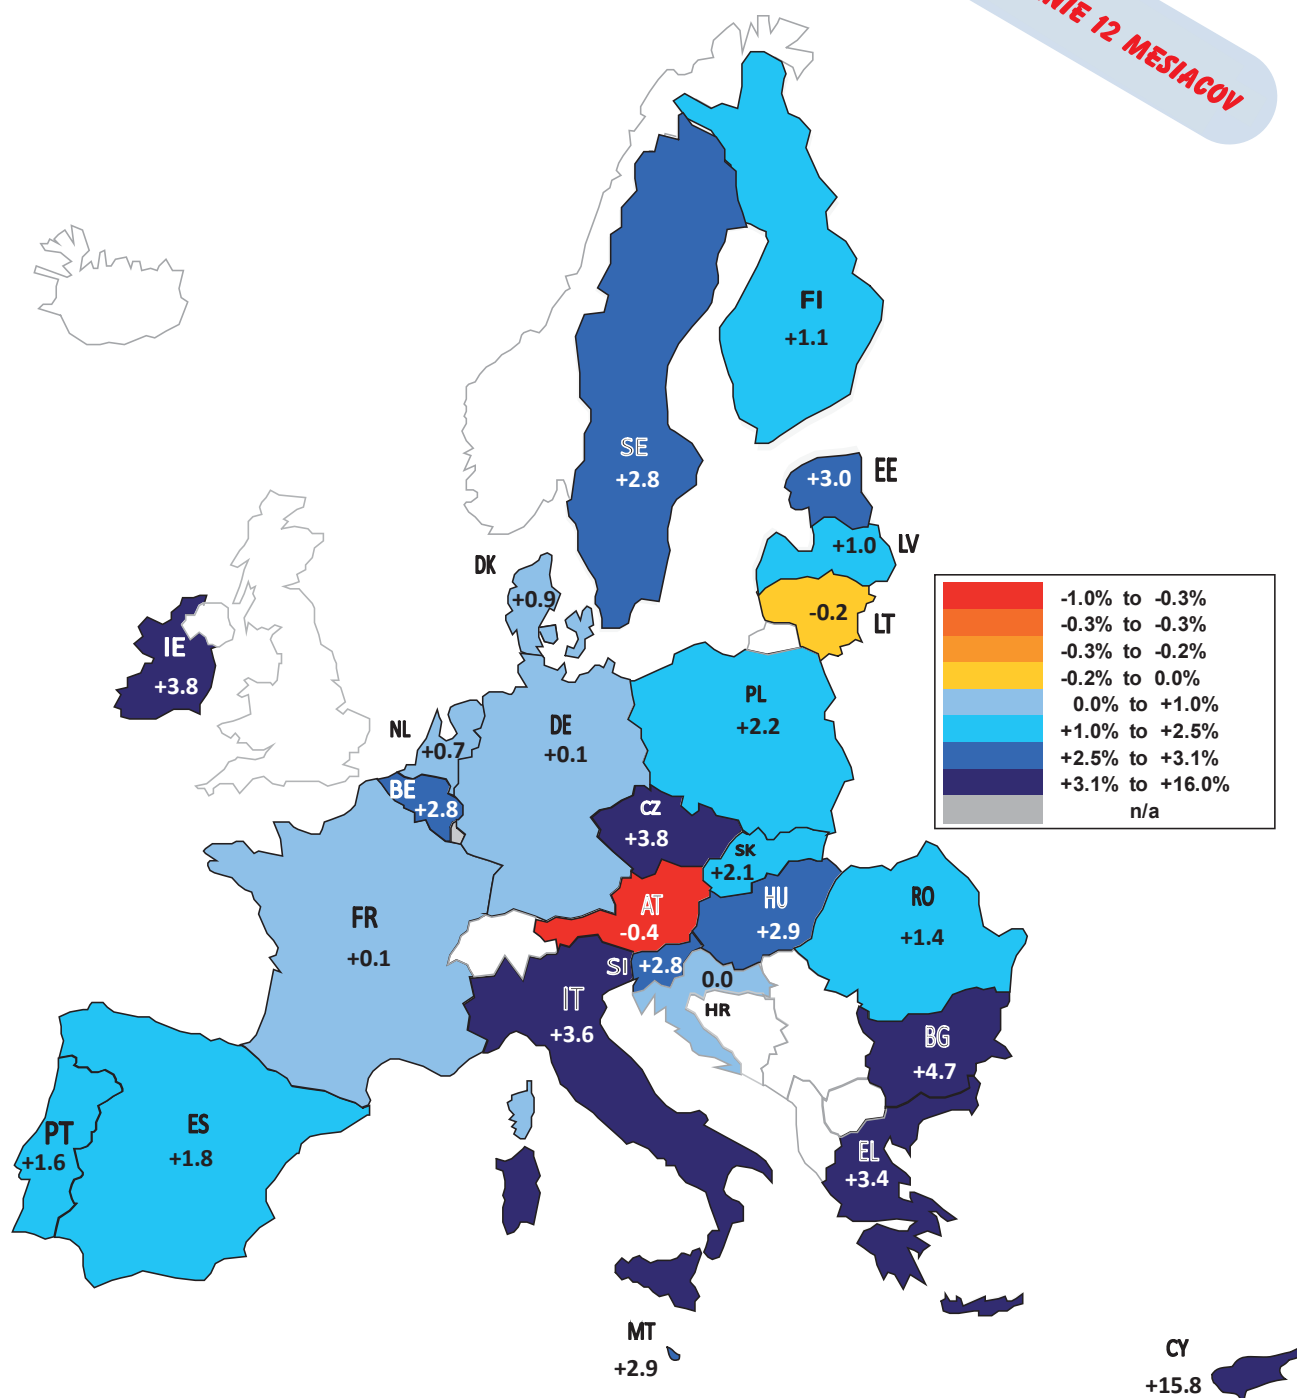 12 MESIACOV
FI
+1.1
SE
+2.8
+3.0
EE
+1.0
LV
DK
+0.9
-0.2
LT
IE
+3.8
NL
+0.7
DE
+0.1
PL
+2.2
BE
+2.8
CZ
+3.8
SK
+2.1
FR
+0.1
AT
-0.4
HU
+2.9
RO
+1.4
SI
+2.8
0.0
HR
IT
+3.6
BG
+4.7
PT
+1.6
ES
+1.8
EL
+3.4
MT
+2.9
CY
+15.8
-1.0% to -0.3%
-0.3% to -0.3%
-0.3% to -0.2%
-0.2% to 0.0%
0.0% to +1.0%
+1.0% to +2.5%
+2.5% to +3.1%
+3.1% to +16.0%
n/a